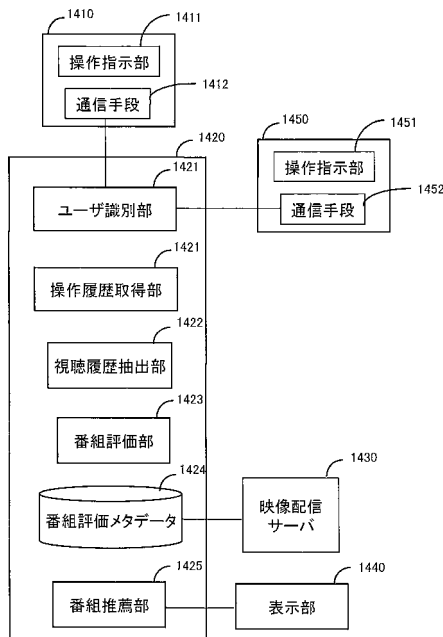 1410
1411
操作指示部
1412
通信手段
1420
1421
ユーザ識別部
1450
1451
操作指示部
1452
通信手段
1421
操作履歴取得部
1422
視聴履歴抽出部
1423
番組評価部
1424
番組評価メタデータ
1430
映像配信
サーバ
1425
番組推薦部
1440
表示部